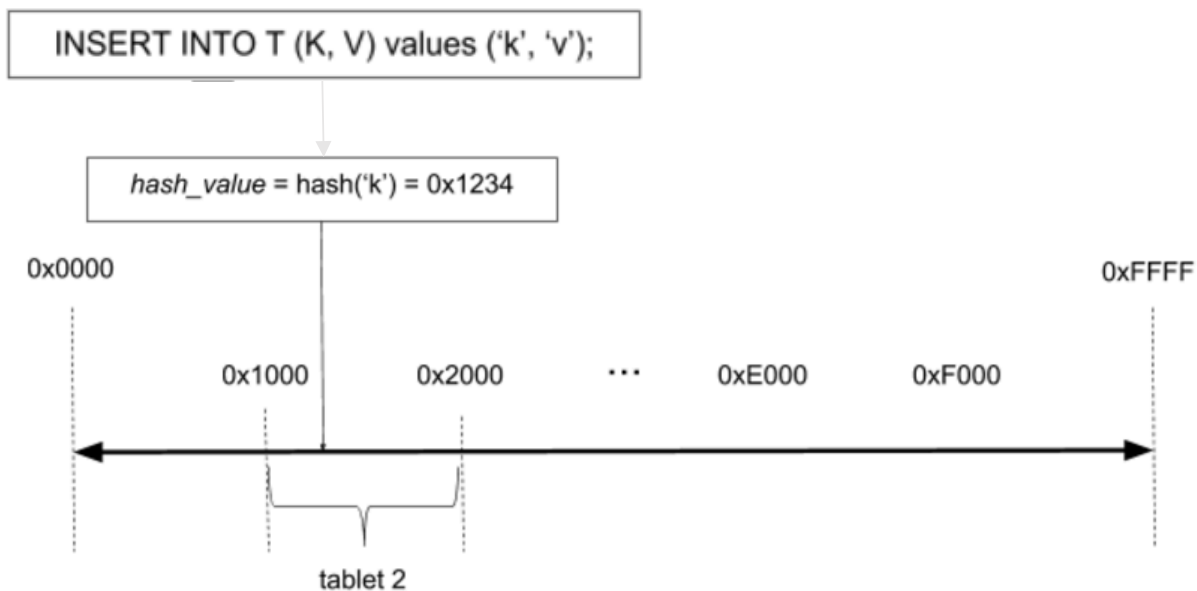 INSERT INTO T (K, V) values (‘k’, ‘v’);
hash_value = hash(‘k’) = 0x1234
0x0000 0xFFFF
0x1000 0x2000 ... 0xE000 0xF000
tablet 2